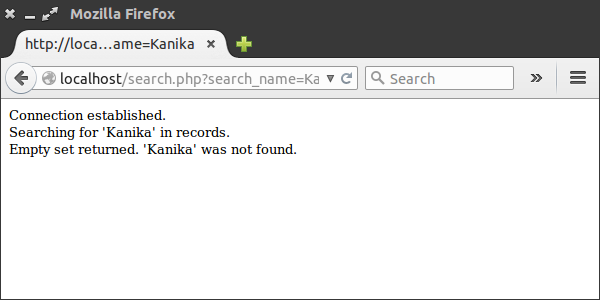 Mozilla Firefox
http://loca...ame=Kanika
localhost/search.php?search_name=Ka
Search
Connection established.
Searching for 'Kanika' in records.
Empty set returned. 'Kanika' was not found.